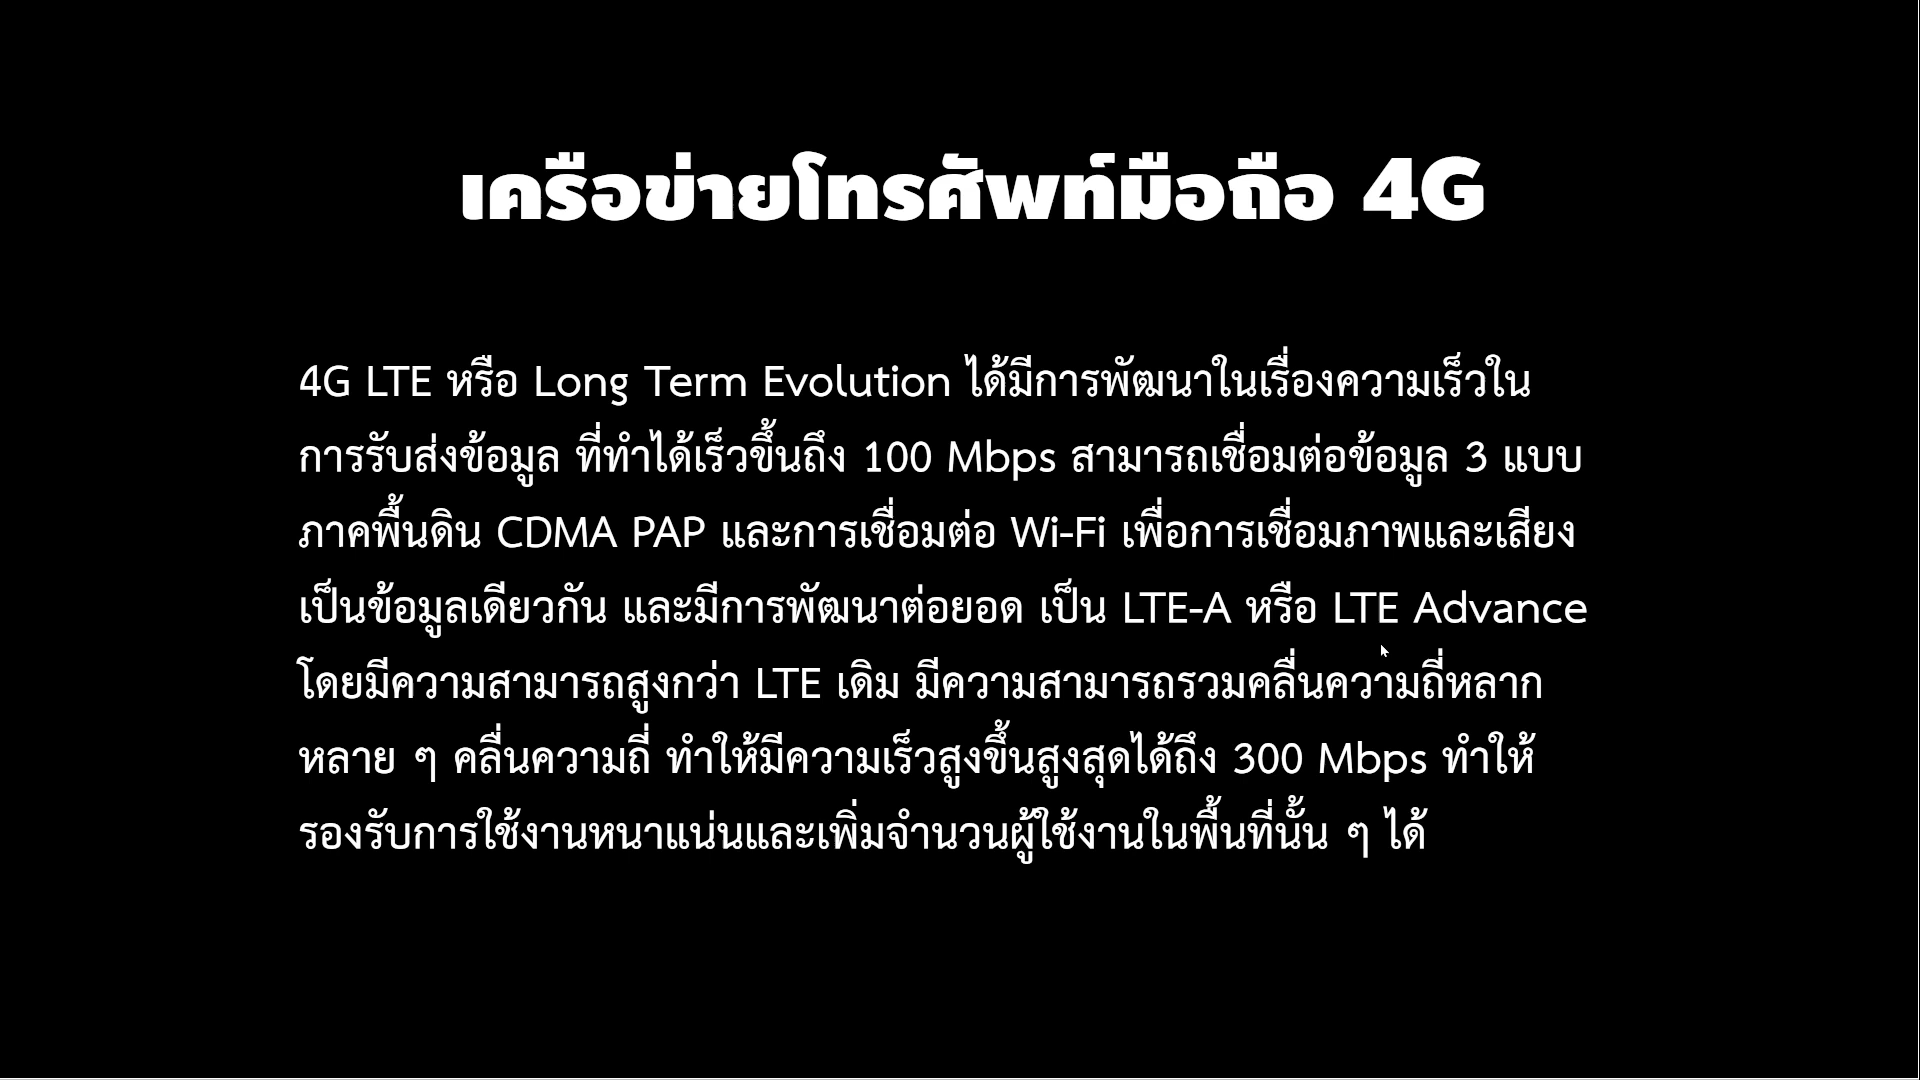 เครือข่ายโทรศัพท์มือถือ 4G
4G LTE หรือ Long Term Evolution ได้มีการพัฒนาในเรื่องความเร็วใน
การรับส่งข้อมูล ที่ทำได้เร็วขึ้นถึง 100 Mbps สามารถเชื่อมต่อข้อมูล 3 แบบ
ภาคพื้นดิน CDMA PAP และการเชื่อมต่อ Wi-Fi เพื่อการเชื่อมภาพและเสียง
เป็นข้อมูลเดียวกัน และมีการพัฒนาต่อยอด เป็น LTE-A หรือ LTE Advance
โดยมีความสามารถสูงกว่า LTE เดิม มีความสามารถรวมคลื่นความถี่หลาก
หลาย ๆ คลื่นความถี่ ทำให้มีความเร็วสูงขึ้นสูงสุดได้ถึง 300 Mbps ทำให้
รองรับการใช้งานหนาแน่นและเพิ่มจำนวนผู้ใช้งานในพื้นที่นั้น ๆ ได้